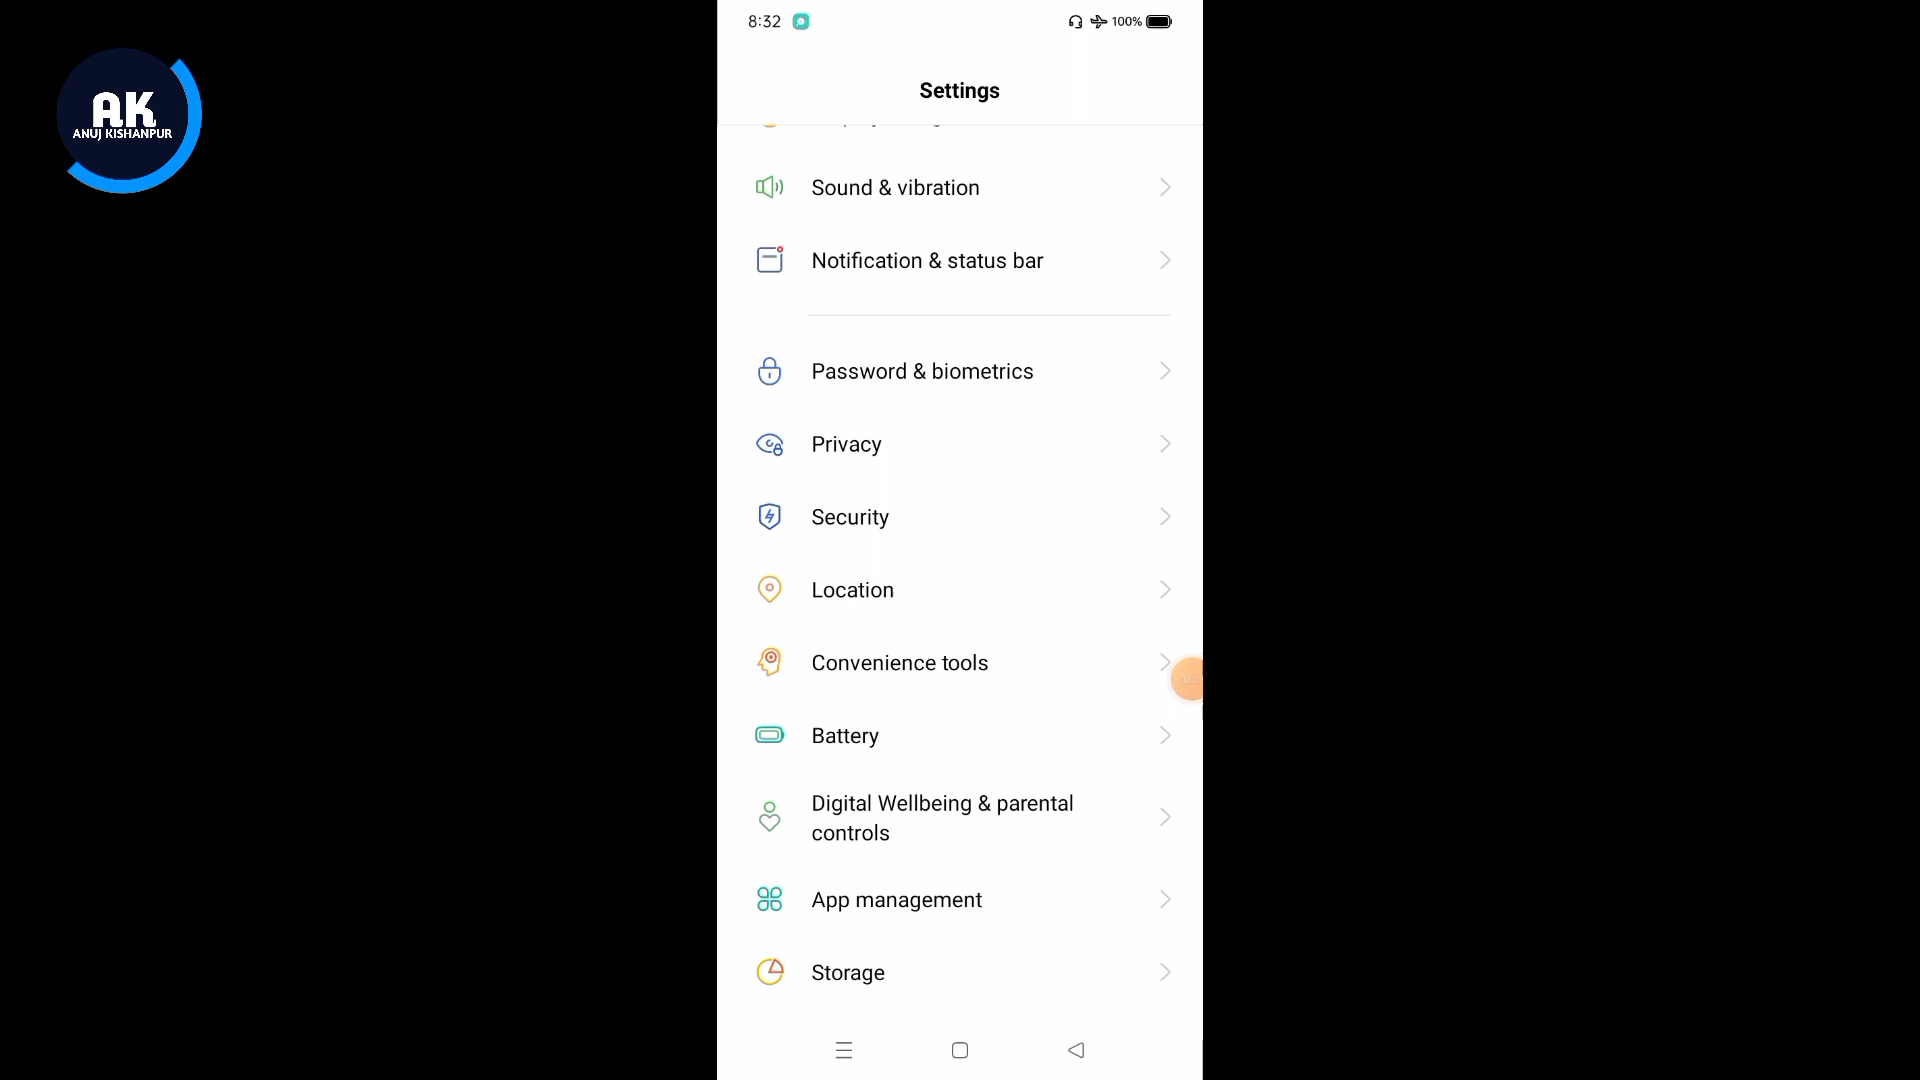 8:32
100%
AK
ANUJ KISHANPUR
Settings
Sound & vibration
Notification & status bar
Password & biometrics
Privacy
Security
Location
Convenience tools
Battery
Digital Wellbeing & parental
controls
App management
Storage